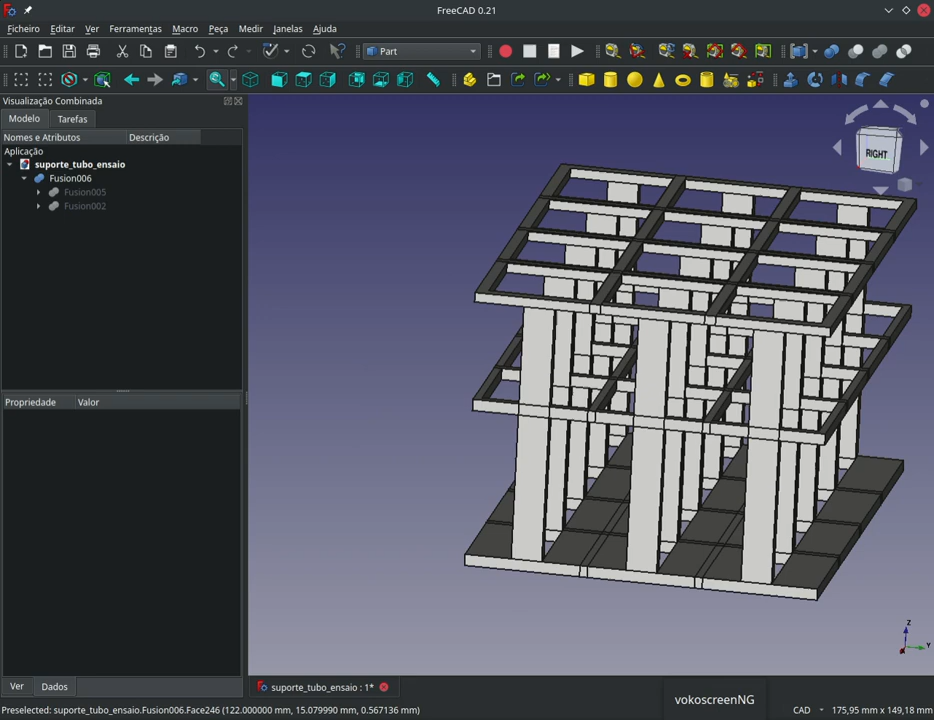 FreeCAD 0.21
Ficheiro Editar Ver Ferramentas Macro Peça Medir Janelas Ajuda
Part
Visualização Combinada
Modelo Tarefas
Nomes e Atributos Descrição
Aplicação
suporte_tubo_ensaio
Fusion006
Fusion005
Fusion002
RIGHT
Propriedade Valor
Z
Y
Ver Dados
suporte_tubo_ensaio : 1*
vokoscreenNG
Preselected: suporte_tubo_ensaio.Fusion006.Face246 (122.000000 mm, 15.079990 mm, 0.567136 mm)
CAD 175,95 mm x 149,18 mm